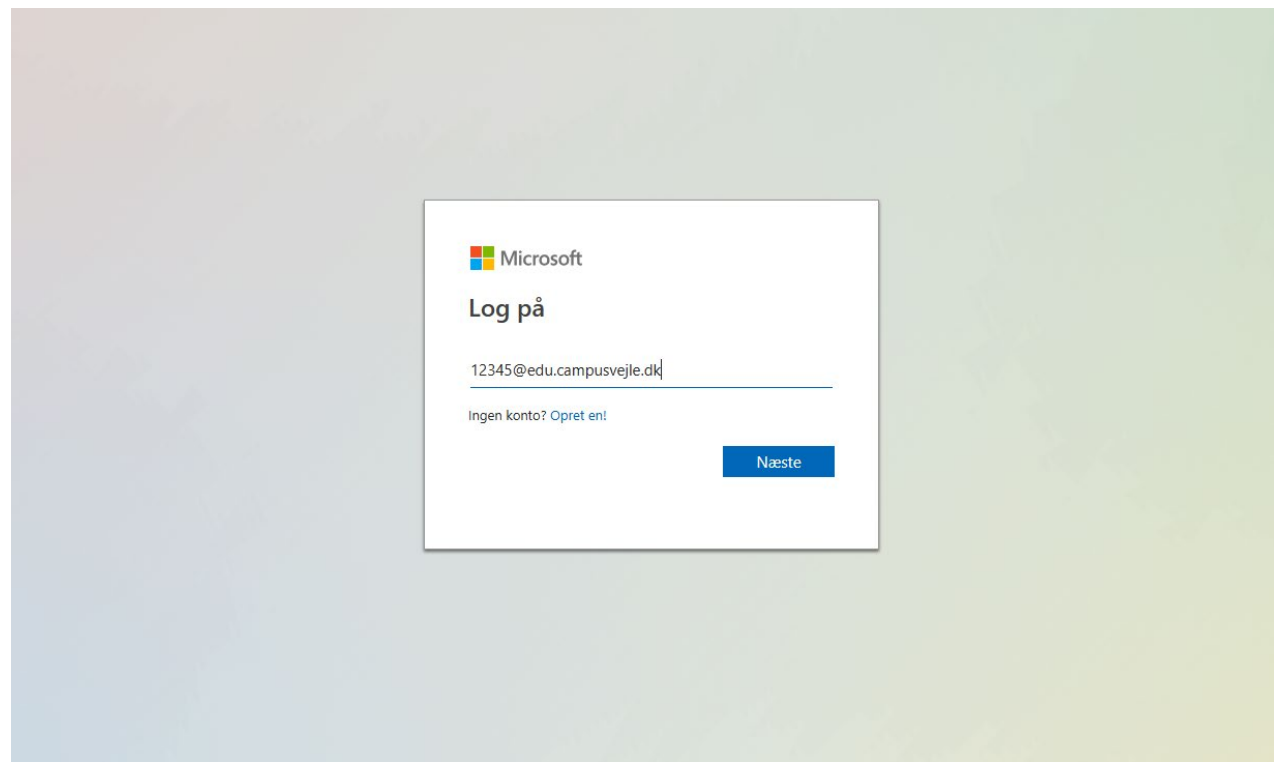 Microsoft
Log på
12345@edu.campusvejle.dk
Ingen konto? Opret en!
Næste